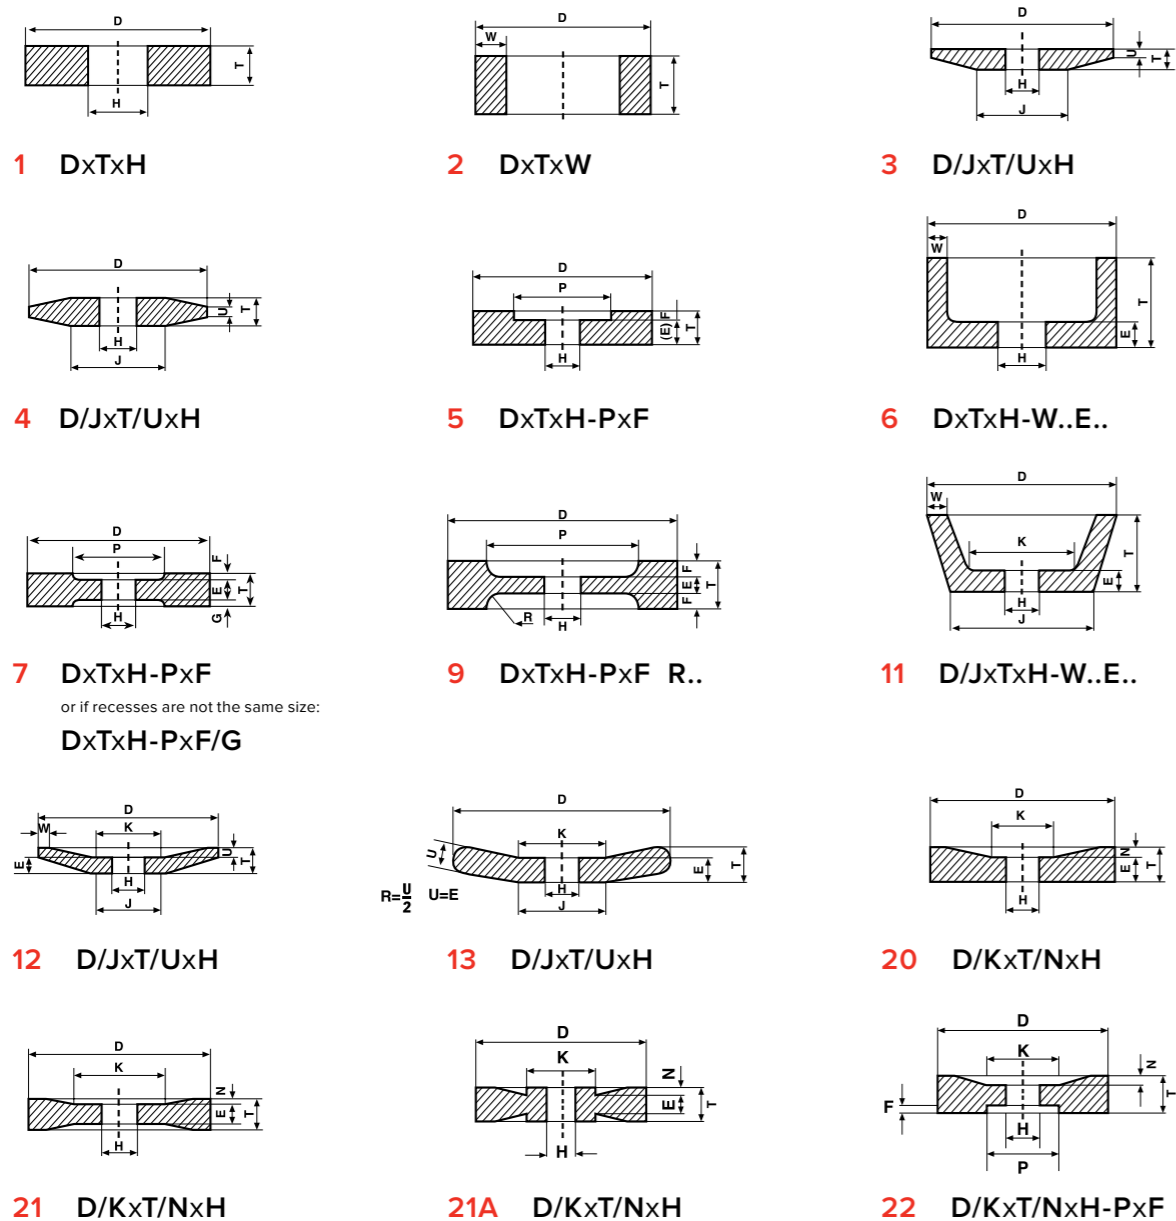 D
T
H
1 DxTxH
D
W
T
2 DxTxW
D
U
T
H
J
3 D/JxT/UxH
D
U
T
H
J
4 D/JxT/UxH
D
P
F
(E)
T
H
5 DxTxH-PxF
D
W
T
E
H
6 DxTxH-W..E..
D
P
F
E
T
G
H
7 DxTxH-PxF
or if recesses are not the same size:
DxTxH-PxF/G
D
P
F
E
F
T
R
H
9 DxTxH-PxF R..
D
W
K
T
E
H
J
11 D/JxTxH-W..E..
D
W
K
U
T
E
H
J
12 D/JxT/UxH
D
K
U
E
T
H
J
R=U/2 U=E
13 D/JxT/UxH
D
K
N
E
T
H
20 D/KxT/NxH
D
K
N
E
T
H
21 D/KxT/NxH
D
K
N
E
T
H
21A D/KxT/NxH
D
K
N
T
F
H
P
22 D/KxT/NxH-PxF